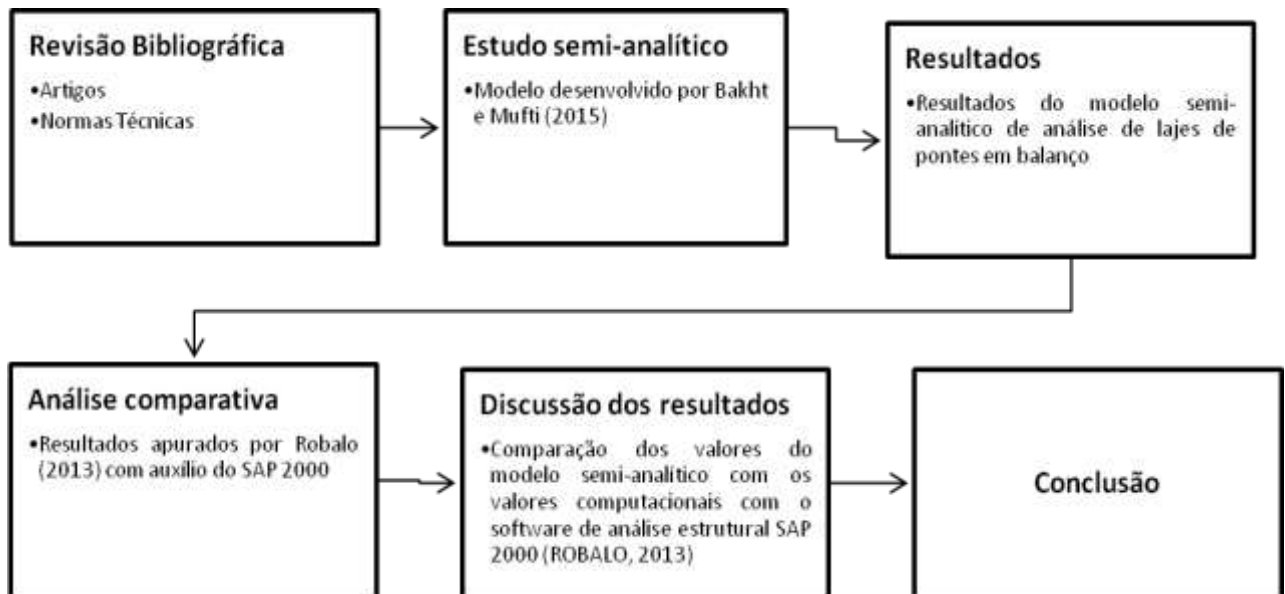 Revisão Bibliográfica
•Artigos
•Normas Técnicas
Estudo semi-analítico
•Modelo desenvolvido por Bakht
e Mufti (2015)
Resultados
•Resultados do modelo semi-
analítico de análise de lajes de
pontes em balanço
Análise comparativa
•Resultados apurados por Robalo
(2013) com auxílio do SAP 2000
Discussão dos resultados
•Comparação dos valores do
modelo semi-analítico com os
valores computacionais com o
software de análise estrutural SAP
2000 (ROBALO, 2013)
Conclusão